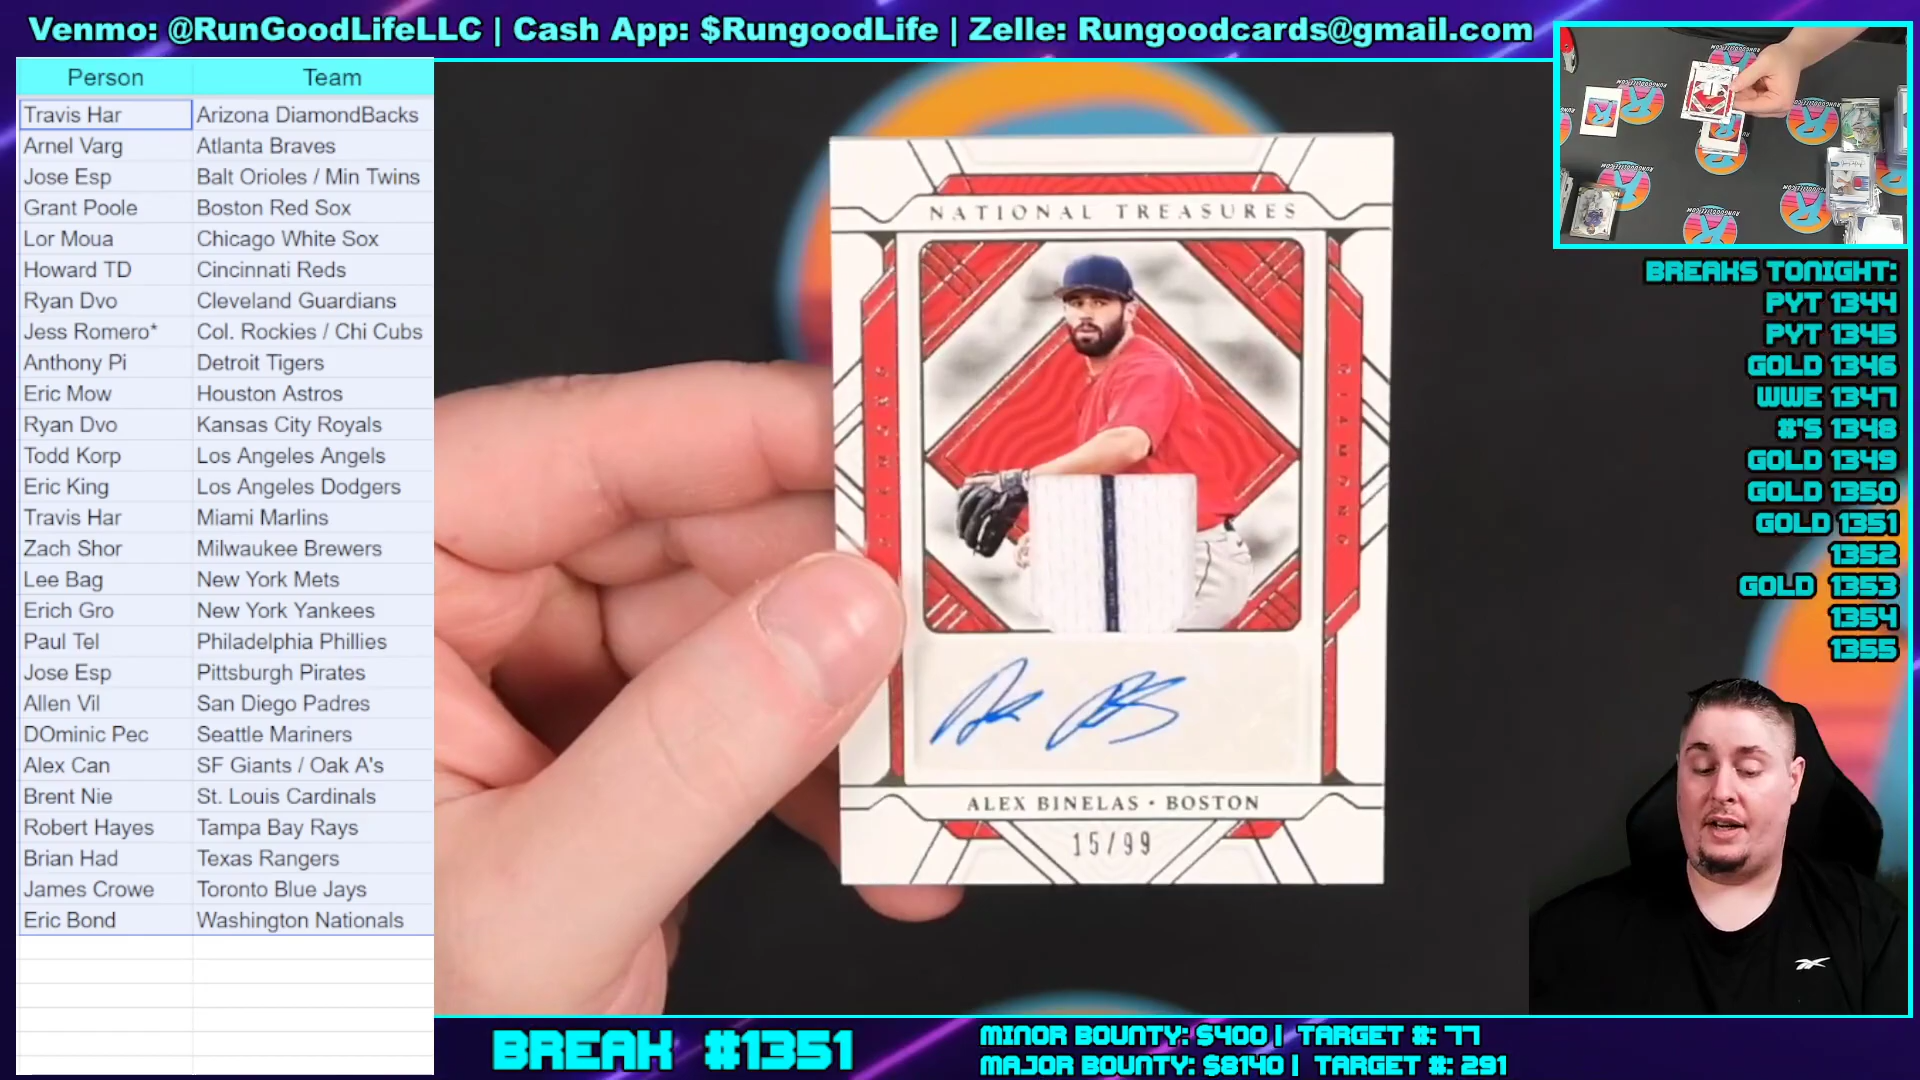 Venmo: @RunGoodLifeLLC | Cash App: $RungoodLife | Zelle: Rungoodcards@gmail.com
Person Team
Travis Har Arizona DiamondBacks
Arnel Varg Atlanta Braves
Jose Esp Balt Orioles / Min Twins
Grant Poole Boston Red Sox
Lor Moua Chicago White Sox
Howard TD Cincinnati Reds
Ryan Dvo Cleveland Guardians
Jess Romero* Col. Rockies / Chi Cubs
Anthony Pi Detroit Tigers
Eric Mow Houston Astros
Ryan Dvo Kansas City Royals
Todd Korp Los Angeles Angels
Eric King Los Angeles Dodgers
Travis Har Miami Marlins
Zach Shor Milwaukee Brewers
Lee Bag New York Mets
Erich Gro New York Yankees
Paul Tel Philadelphia Phillies
Jose Esp Pittsburgh Pirates
Allen Vil San Diego Padres
DOminic Pec Seattle Mariners
Alex Can SF Giants / Oak A's
Brent Nie St. Louis Cardinals
Robert Hayes Tampa Bay Rays
Brian Had Texas Rangers
James Crowe Toronto Blue Jays
Eric Bond Washington Nationals
NATIONAL TREASURES
ALEX BINELAS • BOSTON
15/99
BREAKS TONIGHT:
PYT 1344
PYT 1345
GOLD 1346
WWE 1347
#'S 1348
GOLD 1349
GOLD 1350
GOLD 1351
1352
GOLD 1353
1354
1355
BREAK #1351
MINOR BOUNTY: $400 | TARGET #: 77
MAJOR BOUNTY: $8140 | TARGET #: 291